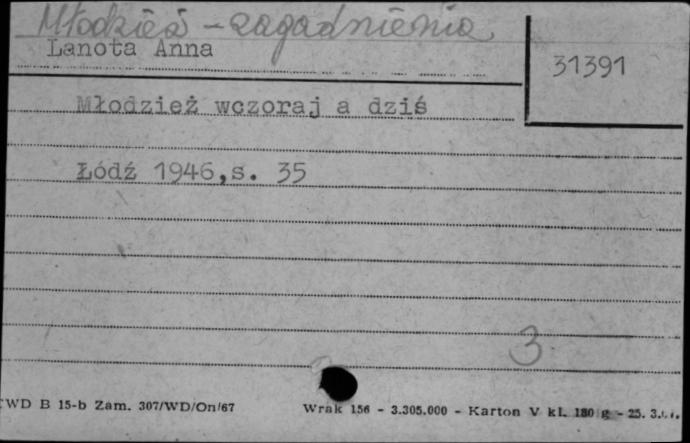 Młodzież - zagadnienia
Lanota Anna
31391
Młodzież wczoraj a dziś
Łódź 1946, s. 35
3
WD B 15-b Zam. 307/WD/On/67
Wrak 156 - 3.305.000 - Karton V kl. 180 g - 25. 3.